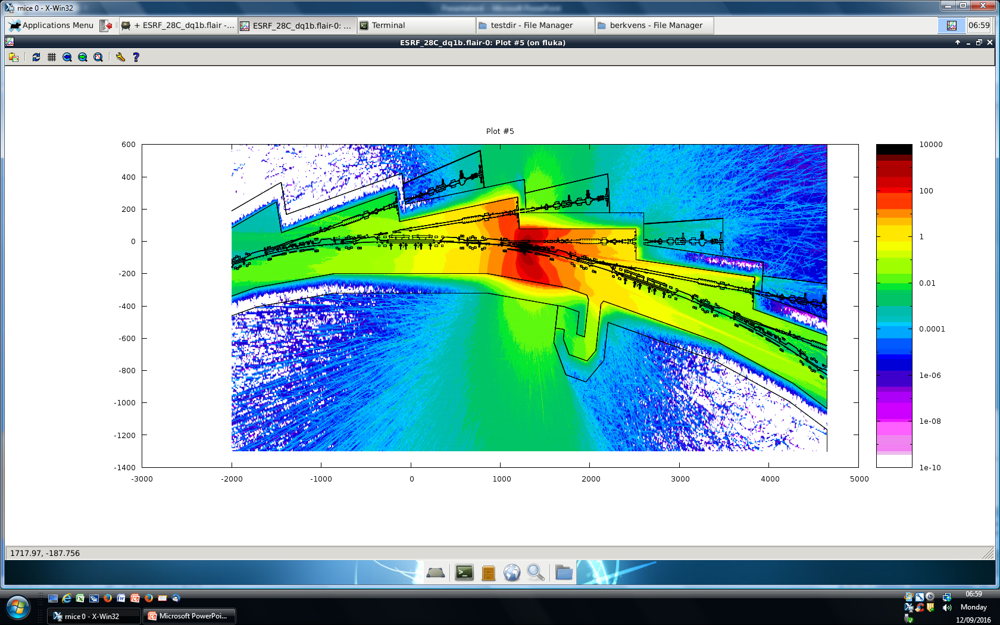 rnice 0 - X-Win32
Applications Menu
+ ESRF_28C_dq1b.flair -...
ESRF_28C_dq1b.flair-0: ...
Terminal
testdir - File Manager
berkvens - File Manager
06:59
ESRF_28C_dq1b.flair-0: Plot #5 (on fluka)
Plot #5
600
400
200
0
-200
-400
-600
-800
-1000
-1200
-1400
-3000
-2000
-1000
0
1000
2000
3000
4000
5000
10000
100
1
0.01
0.0001
1e-06
1e-08
1e-10
1717.97, -187.756
rnice 0 - X-Win32
Microsoft PowerPoi...
06:59
Monday
12/09/2016